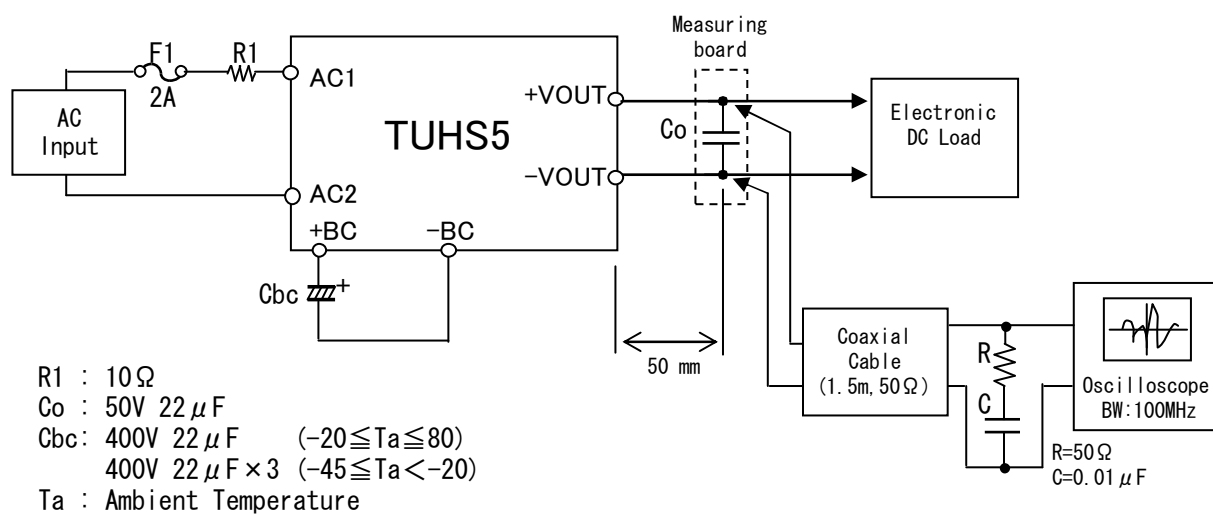 Measuring
board
F1
2A
R1
AC1
AC
Input
AC2
TUHS5
+VOUT
-VOUT
+BC
-BC
Cbc
+
Co
Electronic
DC Load
50 mm
Coaxial
Cable
(1.5m,50Ω)
R
C
Oscilloscope
BW:100MHz
R=50Ω
C=0.01μF
R1 : 10Ω
Co : 50V 22μF
Cbc: 400V 22μF (-20≦Ta≦80)
400V 22μF×3 (-45≦Ta<-20)
Ta : Ambient Temperature